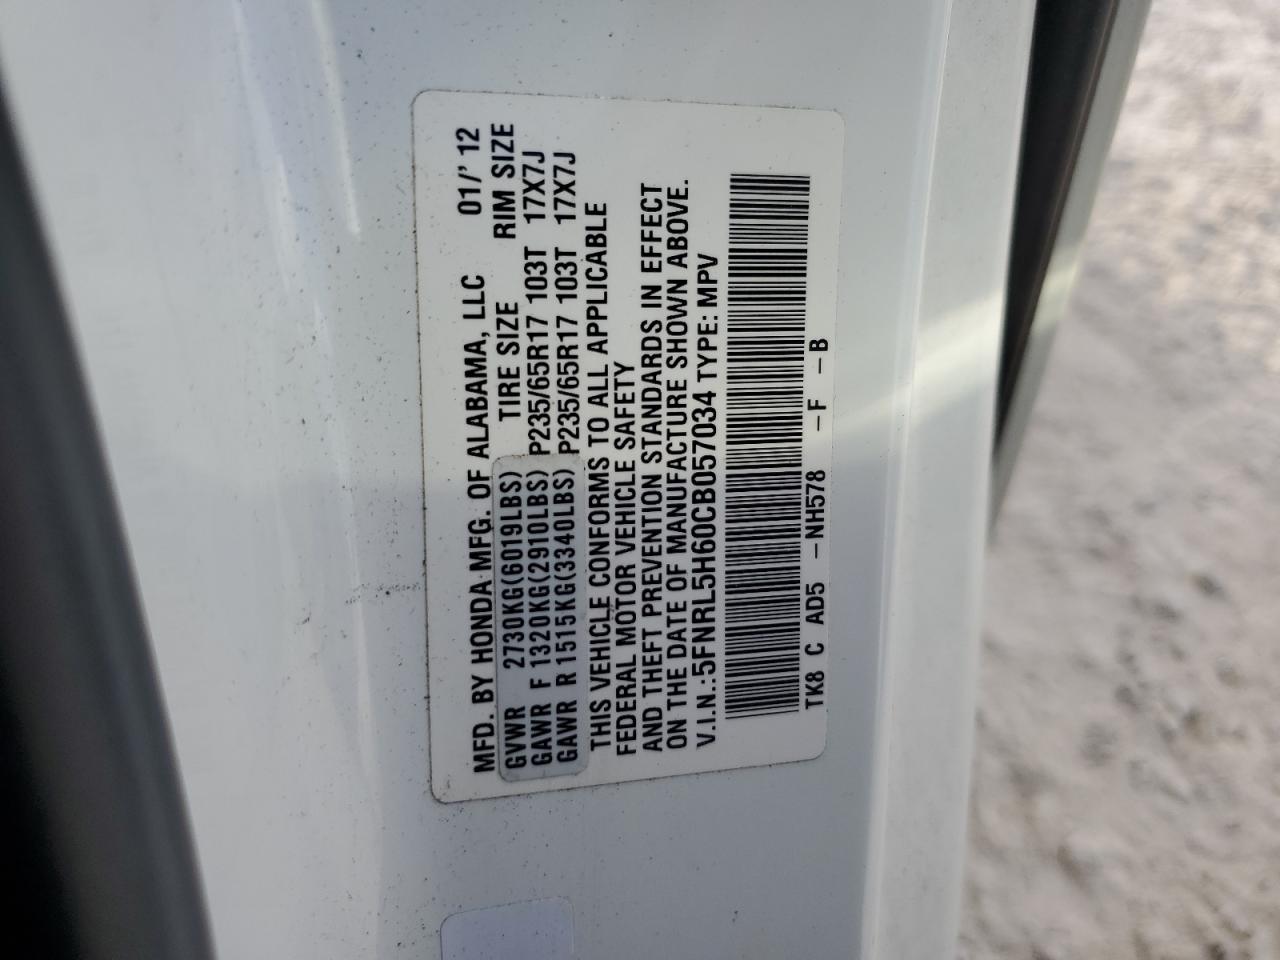 MFD. BY HONDA MFG. OF ALABAMA, LLC 01/'12
TIRE SIZE RIM SIZE
GVWR 2730KG(6019LBS)
GAWR F 1320KG(2910LBS) P235/65R17 103T 17X7J
GAWR R 1515KG(3340LBS) P235/65R17 103T 17X7J
THIS VEHICLE CONFORMS TO ALL APPLICABLE
FEDERAL MOTOR VEHICLE SAFETY
AND THEFT PREVENTION STANDARDS IN EFFECT
ON THE DATE OF MANUFACTURE SHOWN ABOVE.
V.I.N.:5FNRL5H60CB057034 TYPE: MPV
TK8 C AD5 -NH578 -F -B